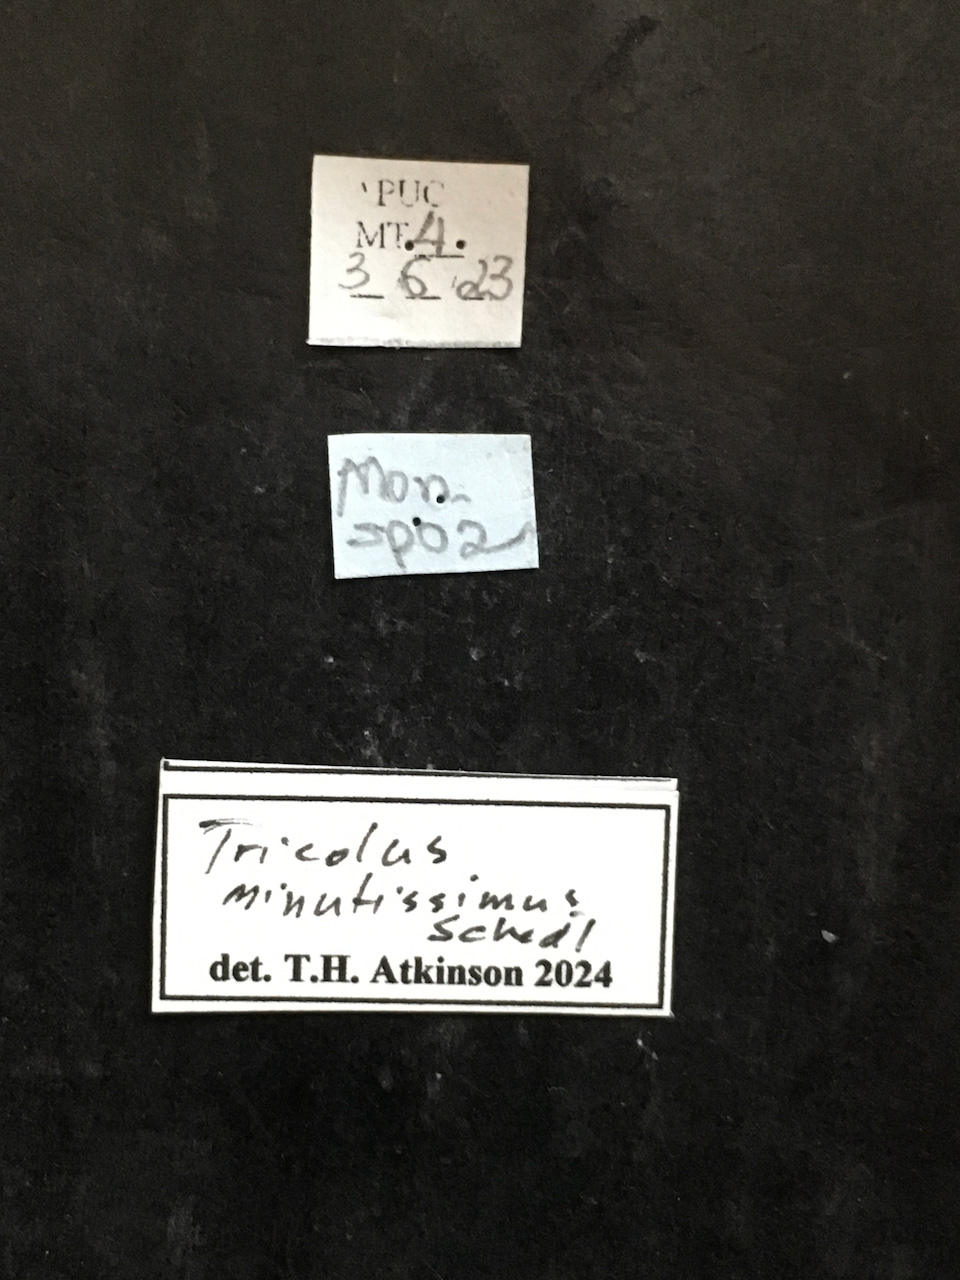 PUC
MT.4.
3 6 23
Mon.
sp02
Tricolus
minutissimus
Schedl
det. T.H. Atkinson 2024